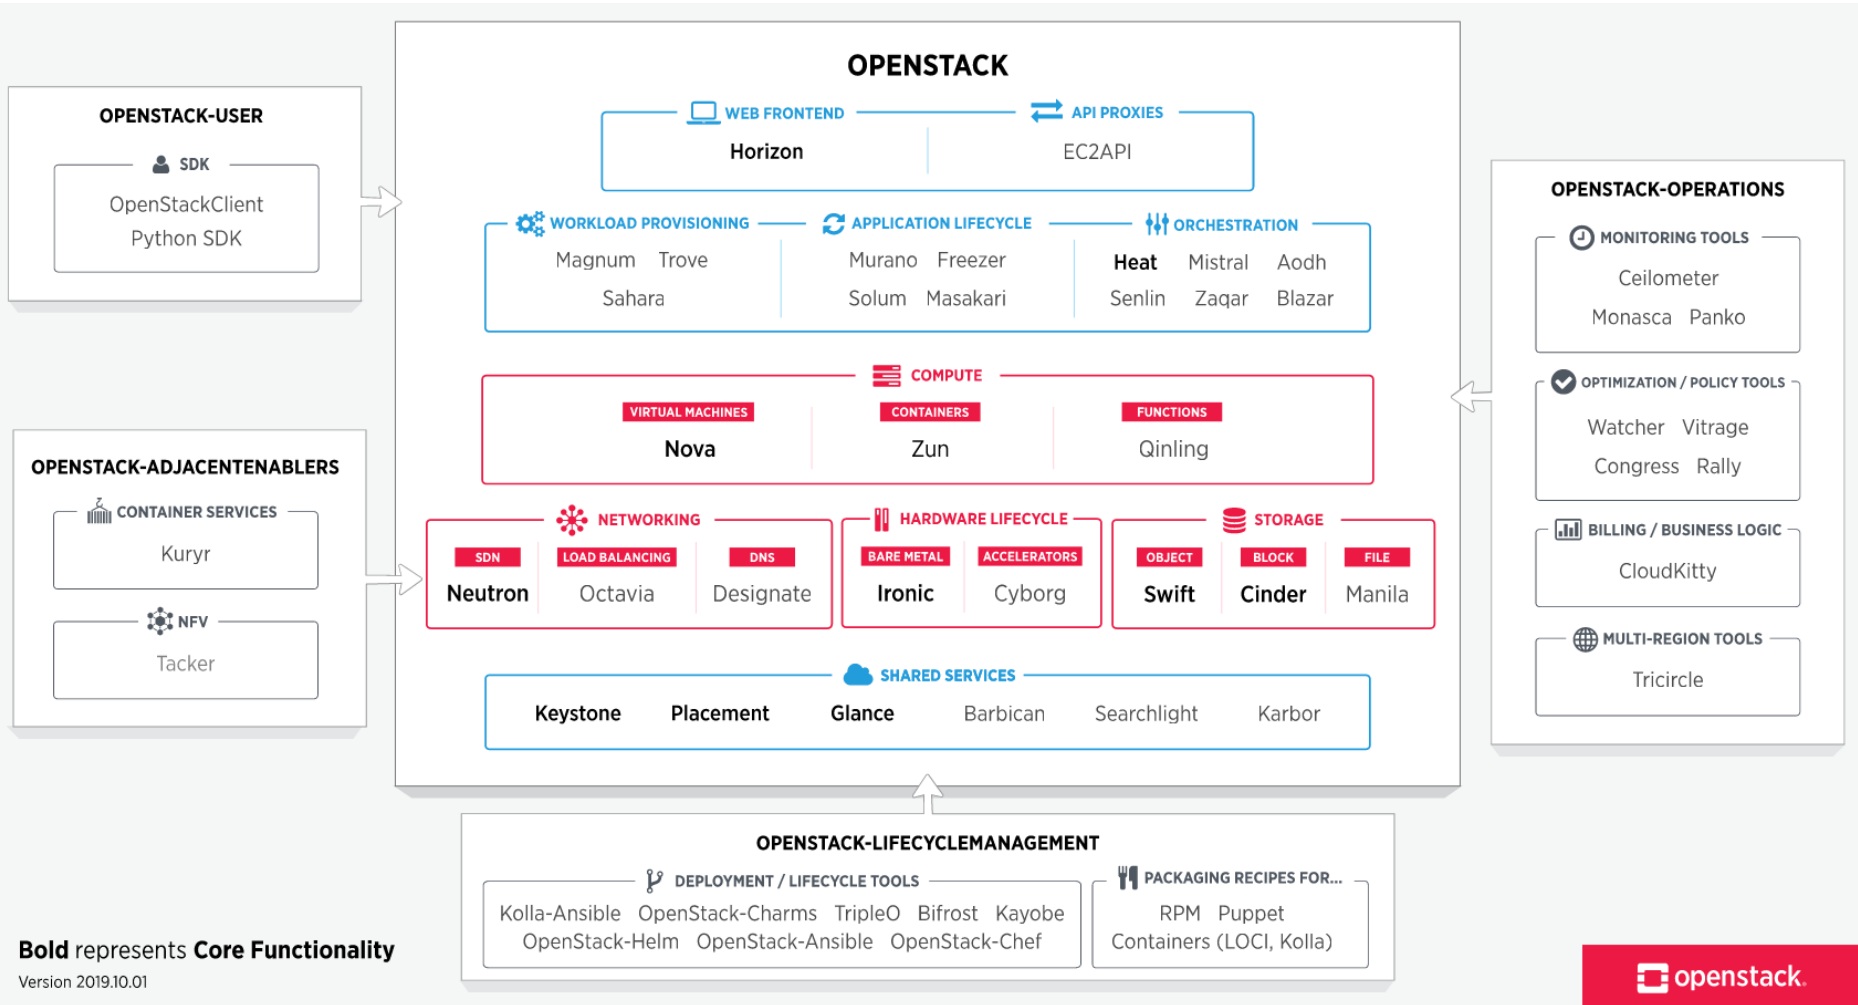 OPENSTACK
WEB FRONTEND
Horizon
API PROXIES
EC2API
WORKLOAD PROVISIONING
Magnum Trove
Sahara
APPLICATION LIFECYCLE
Murano Freezer
Solum Masakari
ORCHESTRATION
Heat Mistral Aodh
Senlin Zaqar Blazar
COMPUTE
VIRTUAL MACHINES
Nova
CONTAINERS
Zun
FUNCTIONS
Qinling
NETWORKING
SDN
Neutron
LOAD BALANCING
Octavia
DNS
Designate
HARDWARE LIFECYCLE
BARE METAL
Ironic
ACCELERATORS
Cyborg
STORAGE
OBJECT
Swift
BLOCK
Cinder
FILE
Manila
SHARED SERVICES
Keystone Placement Glance Barbican Searchlight Karbor
OPENSTACK-USER
SDK
OpenStackClient
Python SDK
OPENSTACK-ADJACENTENABLERS
CONTAINER SERVICES
Kuryr
NFV
Tacker
OPENSTACK-OPERATIONS
MONITORING TOOLS
Ceilometer
Monasca Panko
OPTIMIZATION / POLICY TOOLS
Watcher Vitrage
Congress Rally
BILLING / BUSINESS LOGIC
CloudKitty
MULTI-REGION TOOLS
Tricircle
OPENSTACK-LIFECYCLEMANAGEMENT
DEPLOYMENT / LIFECYCLE TOOLS
Kolla-Ansible OpenStack-Charms TripleO Bifrost Kayobe
OpenStack-Helm OpenStack-Ansible OpenStack-Chef
PACKAGING RECIPES FOR...
RPM Puppet
Containers (LOCI, Kolla)
Bold represents Core Functionality
Version 2019.10.01
openstack.